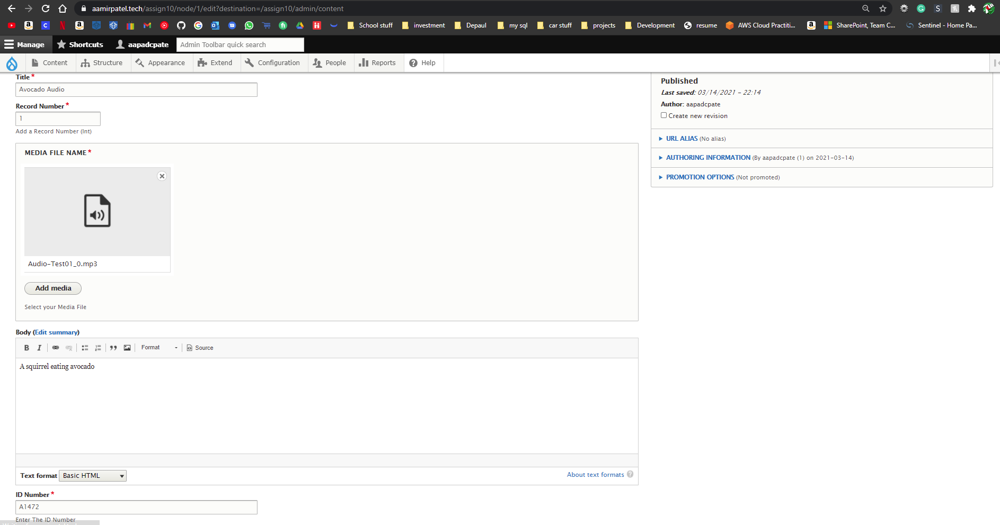 aamirpatel.tech/assign10/node/1/edit?destination=/assign10/admin/content
School stuff investment Depaul my sql car stuff projects Development resume AWS Cloud Practiti... SharePoint, Team C... Sentinel - Home Pa...
Manage Shortcuts aapadcpate Admin Toolbar quick search
Content Structure Appearance Extend Configuration People Reports Help
Title *
Avocado Audio
Record Number *
1
Add a Record Number (Int)
MEDIA FILE NAME *
Audio-Test01_0.mp3
Add media
Select your Media File
Body (Edit summary)
B I Format Source
A squirrel eating avocado
Text format Basic HTML
About text formats ?
ID Number *
A1472
Enter The ID Number
Published
Last saved: 03/14/2021 - 22:14
Author: aapadcpate
Create new revision
URL ALIAS (No alias)
AUTHORING INFORMATION (By aapadcpate (1) on 2021-03-14)
PROMOTION OPTIONS (Not promoted)